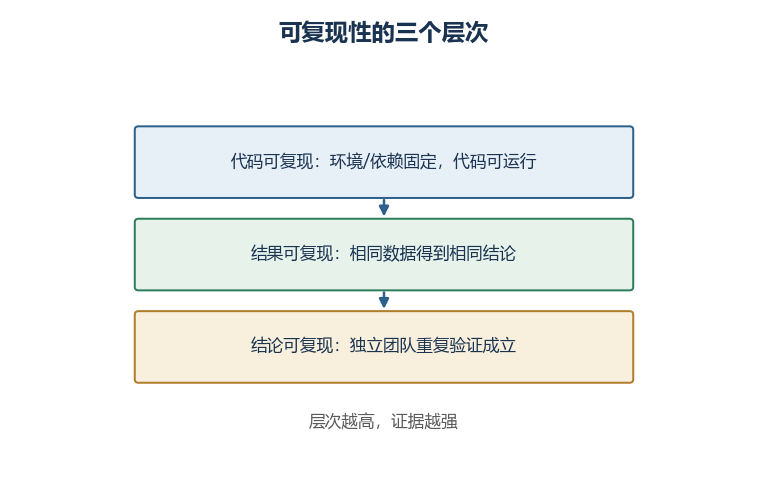 可复现性的三个层次
代码可复现：环境/依赖固定，代码可运行
结果可复现：相同数据得到相同结论
结论可复现：独立团队重复验证成立
层次越高，证据越强